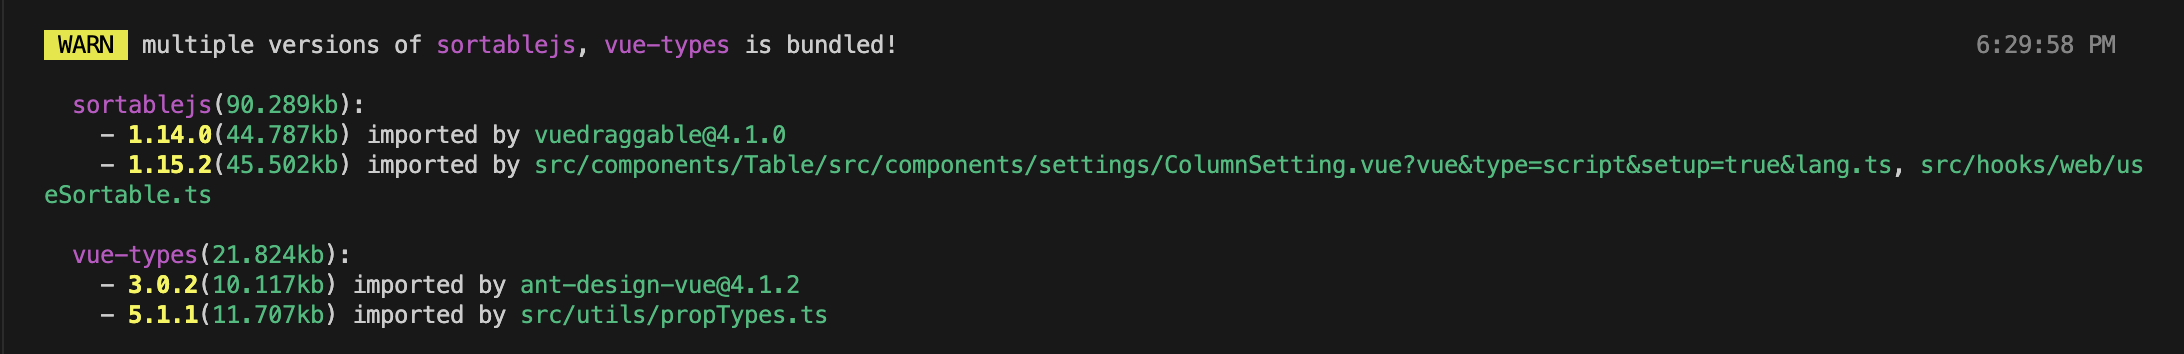 WARN multiple versions of sortablejs, vue-types is bundled! 6:29:58 PM
sortablejs(90.289kb):
- 1.14.0(44.787kb) imported by vuedraggable@4.1.0
- 1.15.2(45.502kb) imported by src/components/Table/src/components/settings/ColumnSetting.vue?vue&type=script&setup=true&lang.ts, src/hooks/web/us
eSortable.ts
vue-types(21.824kb):
- 3.0.2(10.117kb) imported by ant-design-vue@4.1.2
- 5.1.1(11.707kb) imported by src/utils/propTypes.ts